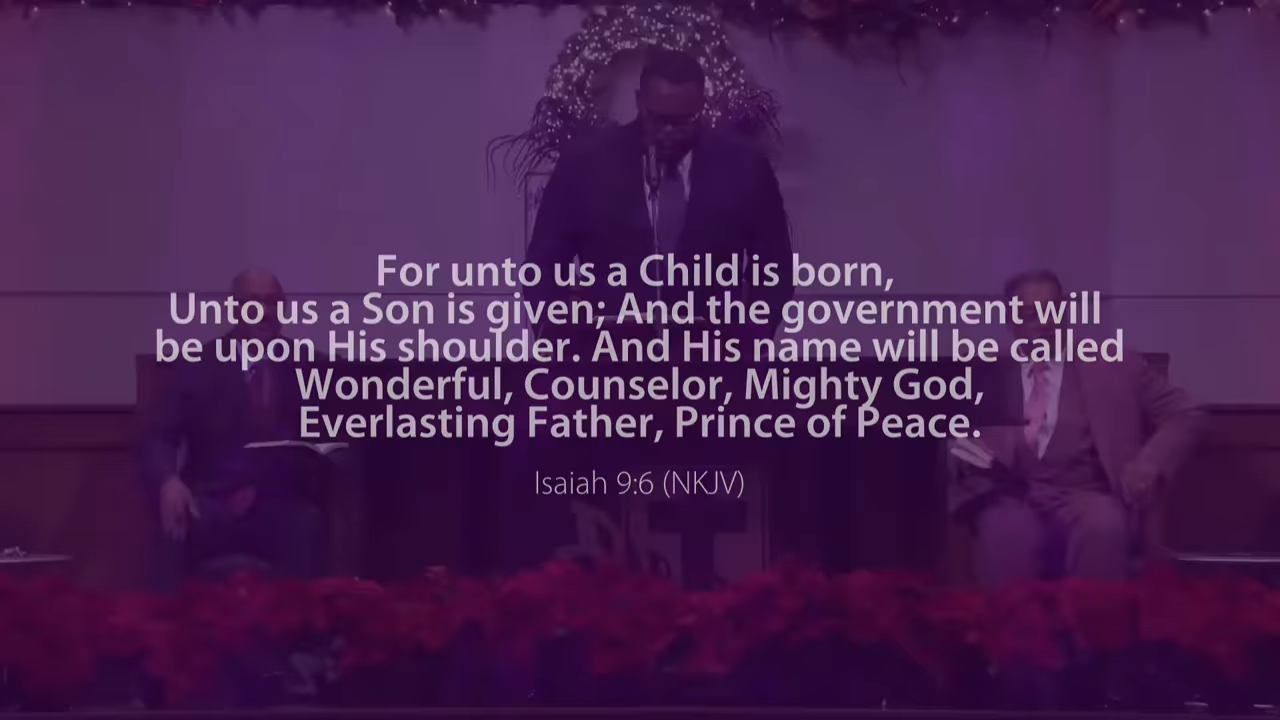 For unto us a Child is born,
Unto us a Son is given; And the government will
be upon His shoulder. And His name will be called
Wonderful, Counselor, Mighty God,
Everlasting Father, Prince of Peace.
Isaiah 9:6 (NKJV)